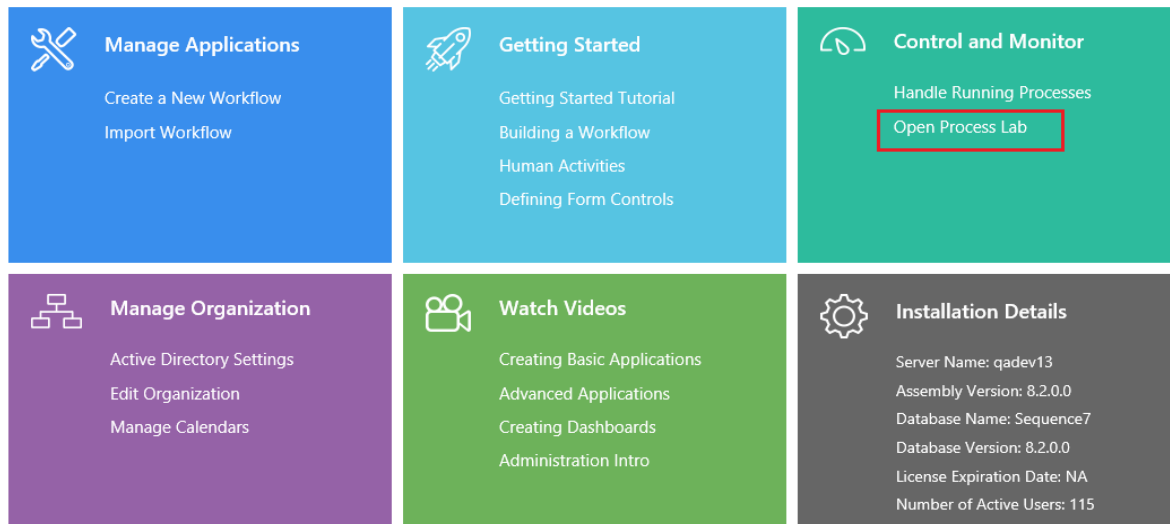 Manage Applications
Create a New Workflow
Import Workflow
Getting Started
Getting Started Tutorial
Building a Workflow
Human Activities
Defining Form Controls
Control and Monitor
Handle Running Processes
Open Process Lab
Manage Organization
Active Directory Settings
Edit Organization
Manage Calendars
Watch Videos
Creating Basic Applications
Advanced Applications
Creating Dashboards
Administration Intro
Installation Details
Server Name: qadev13
Assembly Version: 8.2.0.0
Database Name: Sequence7
Database Version: 8.2.0.0
License Expiration Date: NA
Number of Active Users: 115